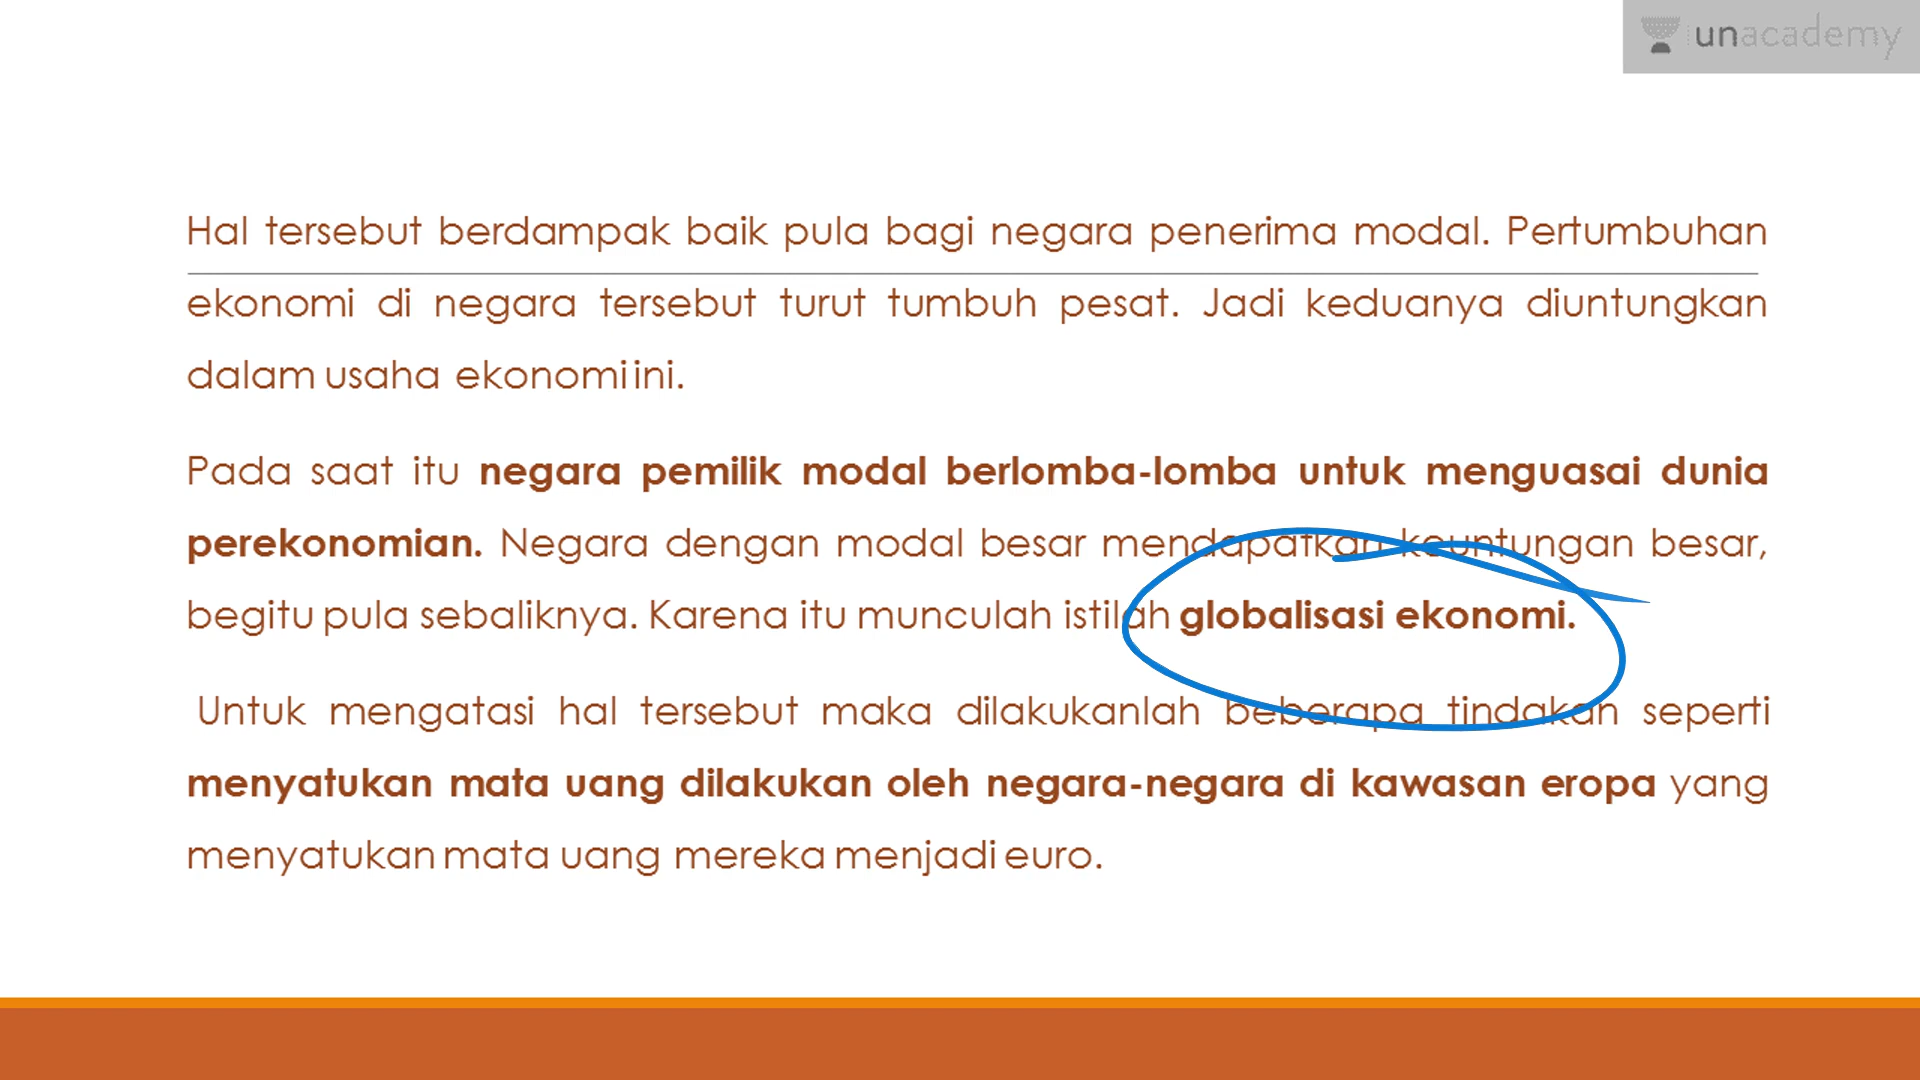 unacademy
Hal tersebut berdampak baik pula bagi negara penerima modal. Pertumbuhan
ekonomi di negara tersebut turut tumbuh pesat. Jadi keduanya diuntungkan
dalam usaha ekonomi ini.
Pada saat itu negara pemilik modal berlomba-lomba untuk menguasai dunia
perekonomian. Negara dengan modal besar mendapatkan keuntungan besar,
begitu pula sebaliknya. Karena itu munculah istilah globalisasi ekonomi.
Untuk mengatasi hal tersebut maka dilakukanlah beberapa tindakan seperti
menyatukan mata uang dilakukan oleh negara-negara di kawasan eropa yang
menyatukan mata uang mereka menjadi euro.